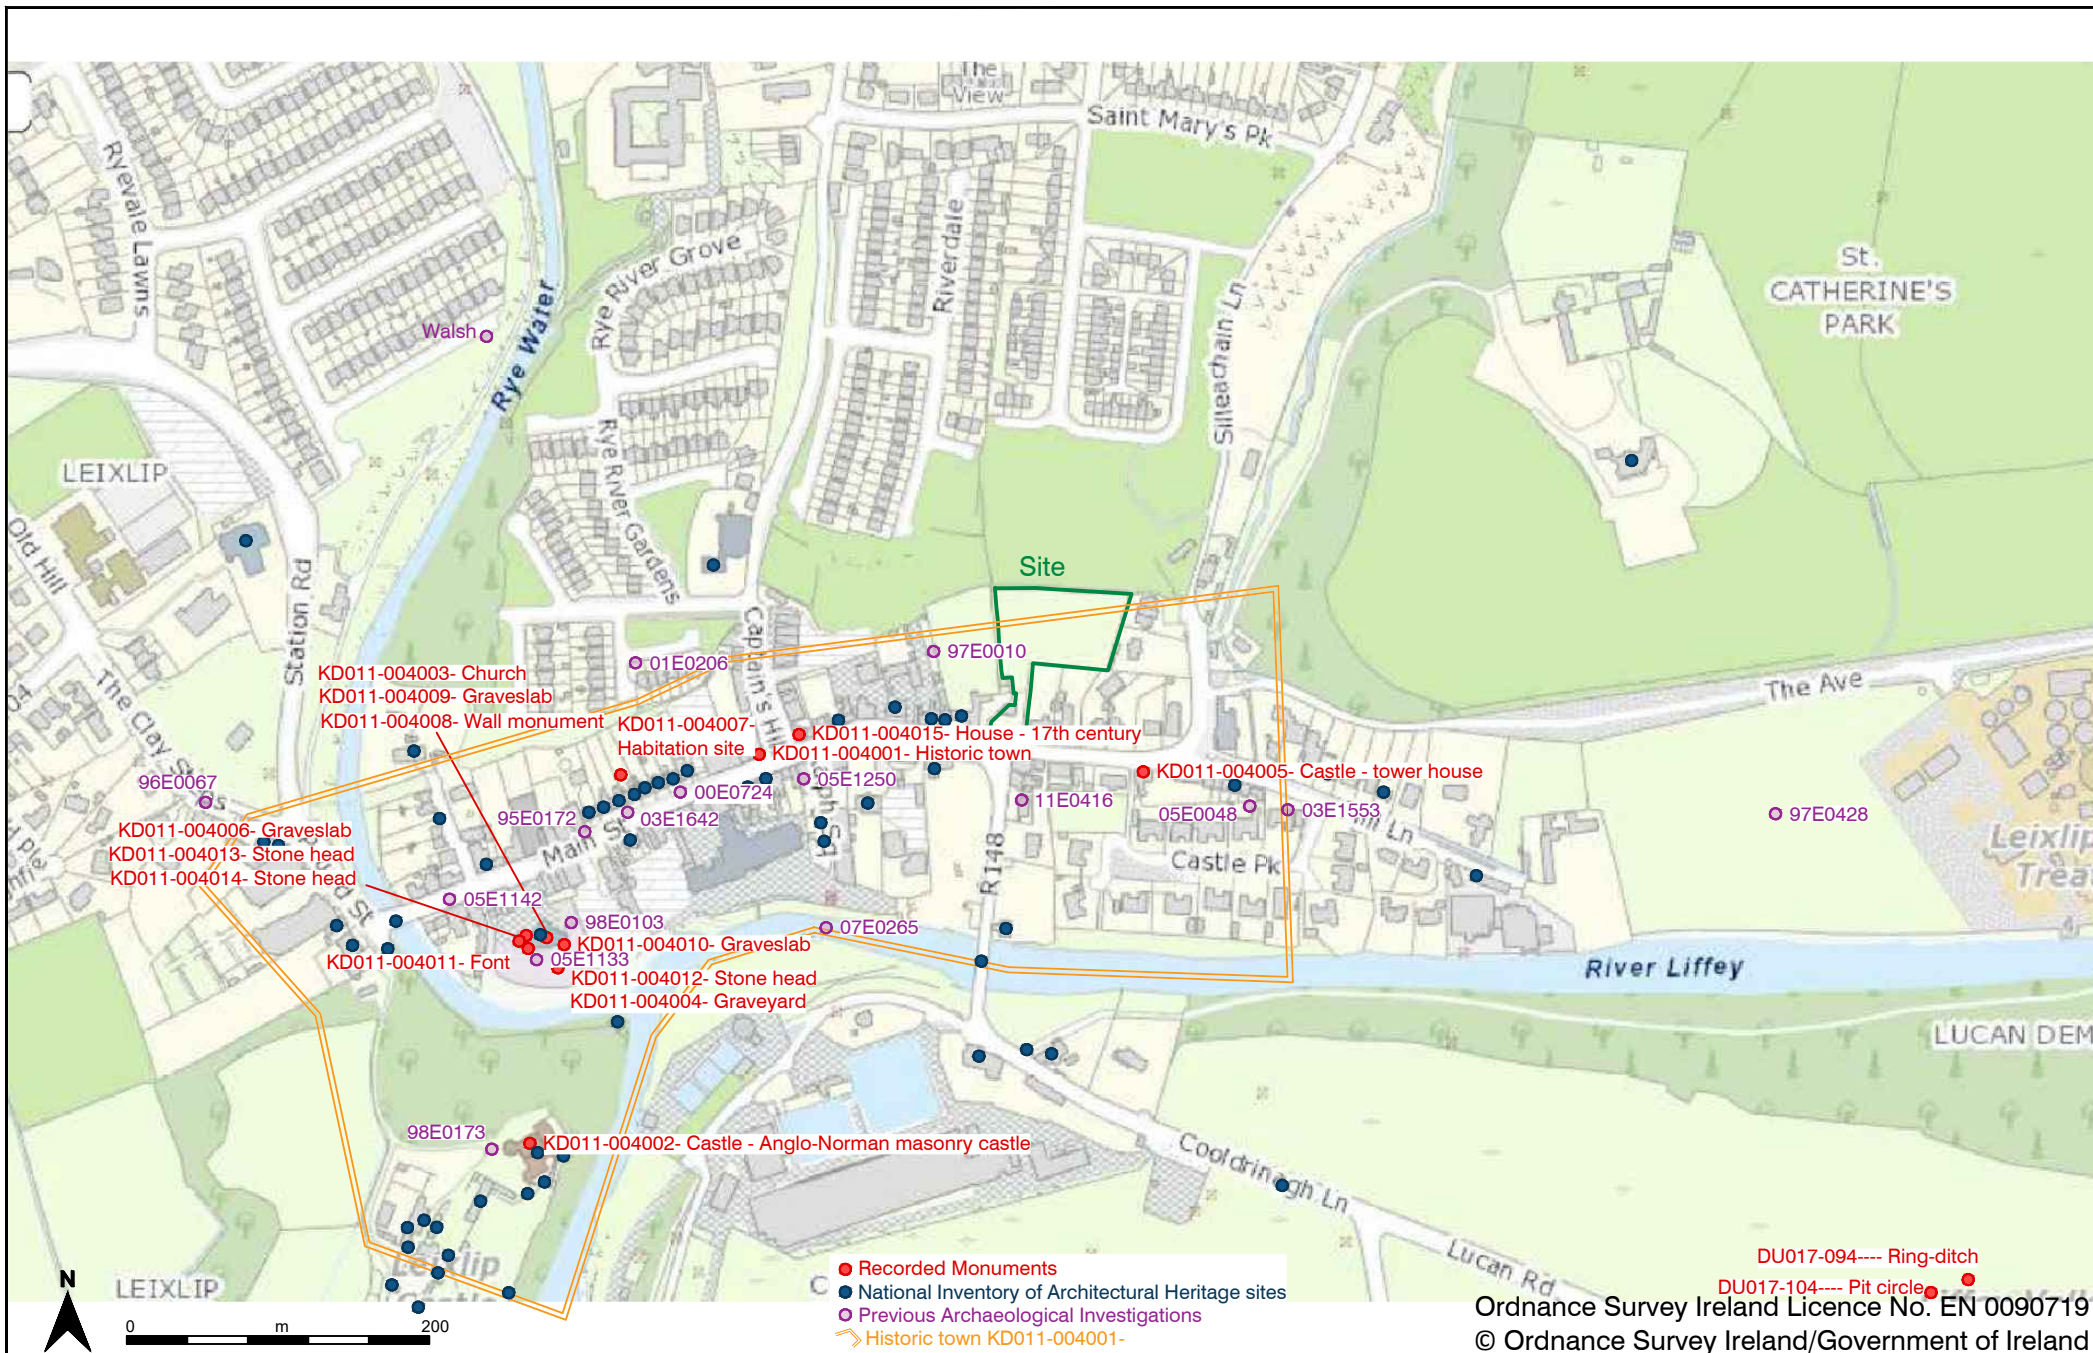 The
View
Saint Mary's Pk
Ryevale Lawns
St.
CATHERINE'S
PARK
Rye River Grove
Riverdale
Silleachain Ln
Walsh
Rye Water
LEIXLIP
Rye River Gardens
Old Hill
Station Rd
Site
Captain's Hill
01E0206
97E0010
The Ave
KD011-004003- Church
KD011-004009- Graveslab
KD011-004008- Wall monument
KD011-004007-
Habitation site
KD011-004015- House - 17th century
KD011-004001- Historic town
KD011-004005- Castle - tower house
04
The Clay
96E0067
05E1250
00E0724
11E0416
95E0172
03E1642
05E0048
03E1553
97E0428
Main St
KD011-004006- Graveslab
KD011-004013- Stone head
KD011-004014- Stone head
R148
Castle Pk
Leixlip
Trea
05E1142
98E0103
07E0265
KD011-004010- Graveslab
KD011-004011- Font
05E1133
KD011-004012- Stone head
KD011-004004- Graveyard
River Liffey
LUCAN DEM
98E0173
KD011-004002- Castle - Anglo-Norman masonry castle
Cooldrinagh Ln
Lucan Rd
Leixlip
Castle
LEIXLIP
DU017-094---- Ring-ditch
DU017-104---- Pit circle
N
0 m 200
Recorded Monuments
National Inventory of Architectural Heritage sites
Previous Archaeological Investigations
Historic town KD011-004001-
Ordnance Survey Ireland Licence No. EN 0090719
© Ordnance Survey Ireland/Government of Ireland